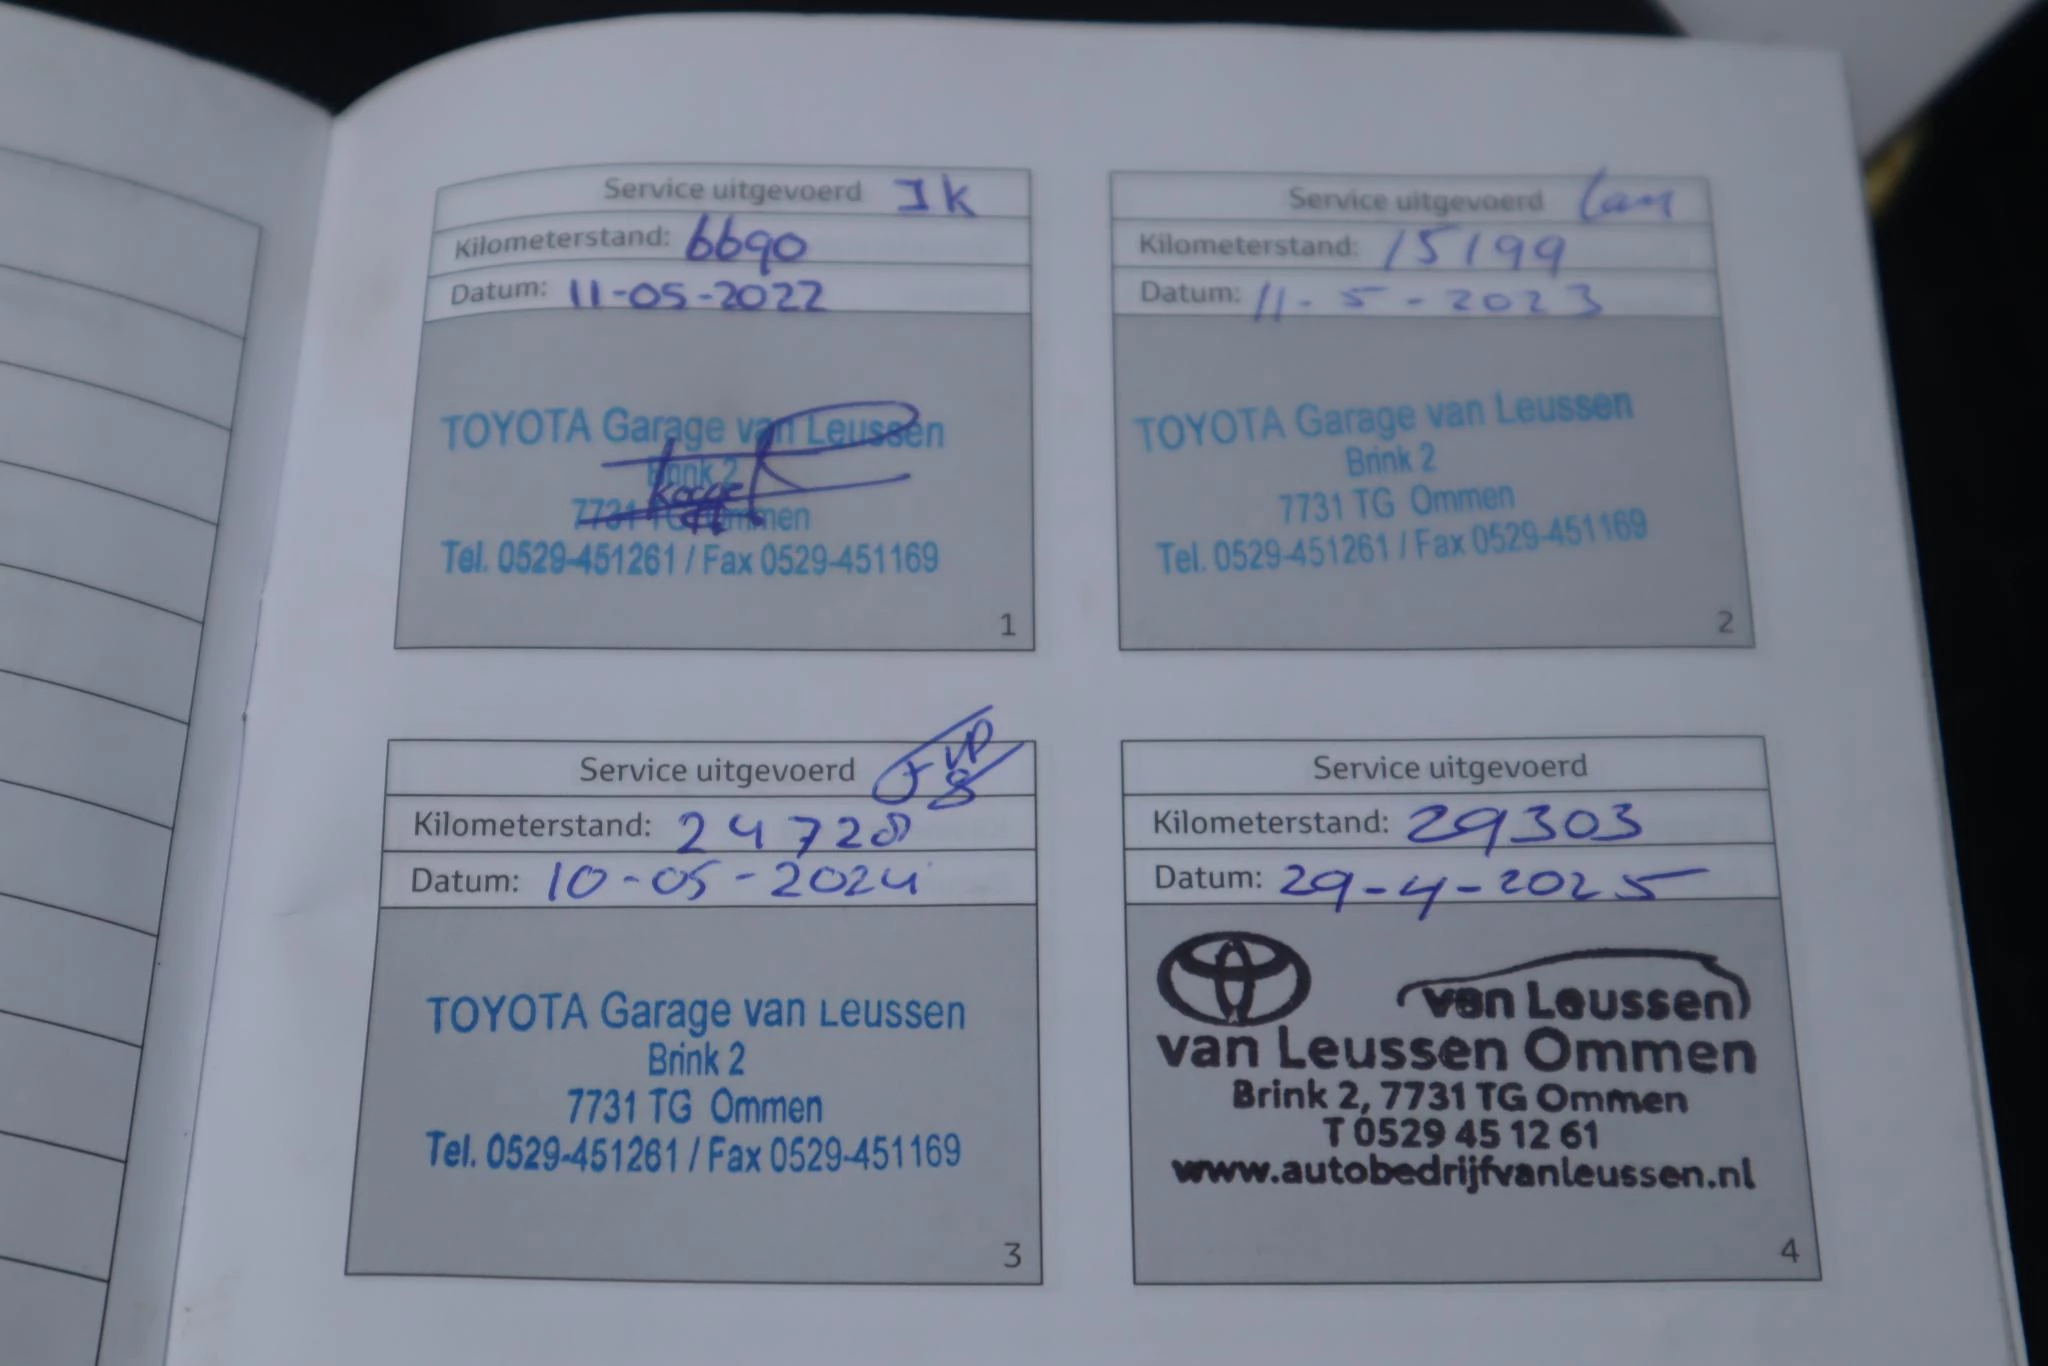 Service uitgevoerd JK
Kilometerstand: 6690
Datum: 11-05-2022
TOYOTA Garage van Leussen
Brink 2
7731 TG Ommen
Tel. 0529-451261 / Fax 0529-451169
1
Service uitgevoerd
Kilometerstand: 15199
Datum: 11-5-2023
TOYOTA Garage van Leussen
Brink 2
7731 TG Ommen
Tel. 0529-451261 / Fax 0529-451169
2
Service uitgevoerd
Kilometerstand: 24728
Datum: 10-05-2024
TOYOTA Garage van Leussen
Brink 2
7731 TG Ommen
Tel. 0529-451261 / Fax 0529-451169
3
Service uitgevoerd
Kilometerstand: 29303
Datum: 29-4-2025
van Leussen
van Leussen Ommen
Brink 2, 7731 TG Ommen
T 0529 45 12 61
www.autobedrijfvanleussen.nl
4